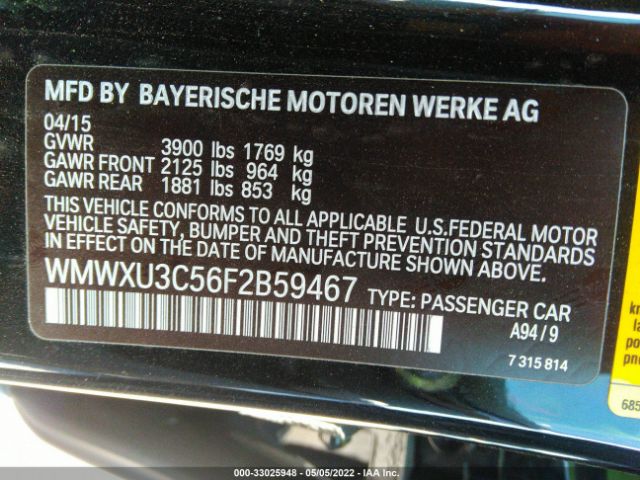 MFD BY BAYERISCHE MOTOREN WERKE AG
04/15
GVWR 3900 lbs 1769 kg
GAWR FRONT 2125 lbs 964 kg
GAWR REAR 1881 lbs 853 kg
THIS VEHICLE CONFORMS TO ALL APPLICABLE U.S.FEDERAL MOTOR
VEHICLE SAFETY, BUMPER AND THEFT PREVENTION STANDARDS
IN EFFECT ON THE DATE OF MANUFACTURE SHOWN ABOVE.
WMWXU3C56F2B59467 TYPE: PASSENGER CAR
A94/9
7 315 814
685
000-33025948 - 05/05/2022 - IAA Inc.